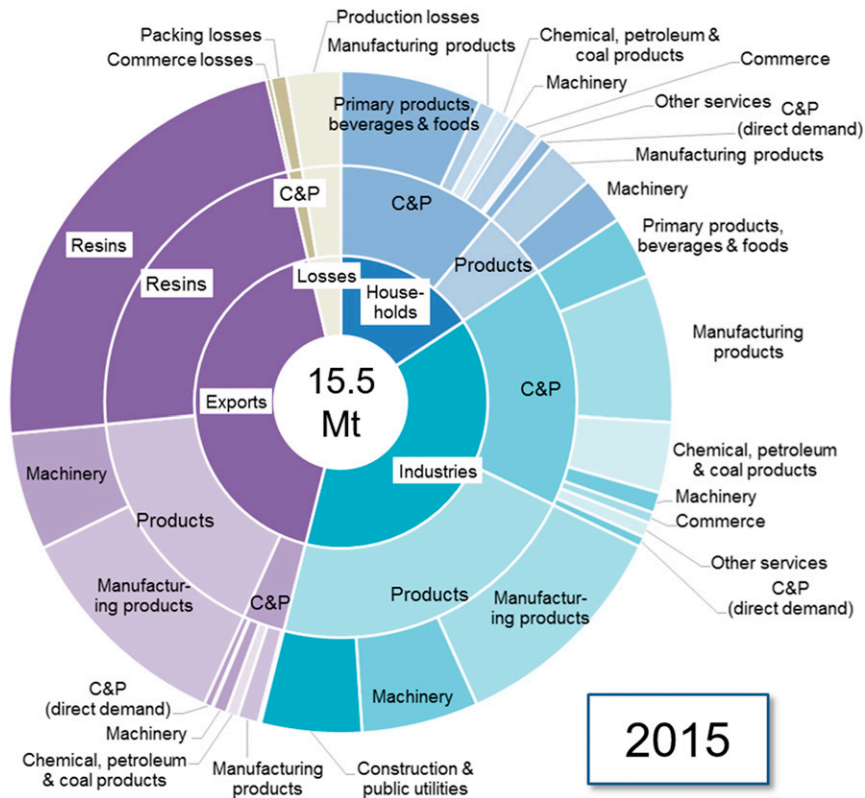 Production losses
Packing losses
Manufacturing products
Commerce losses
Chemical, petroleum &
coal products
Commerce
Machinery
Other services
C&P
(direct demand)
Primary products,
beverages & foods
Manufacturing products
Machinery
C&P
C&P
Primary products,
beverages & foods
Resins
Resins
Losses
Products
House-
holds
Manufacturing
products
15.5
Mt
C&P
Exports
Industries
Chemical, petroleum
& coal products
Machinery
Machinery
Commerce
Products
Other services
C&P
(direct demand)
Manufactur-
ing products
C&P
Products
Manufactur-
ing products
C&P
(direct demand)
Machinery
Machinery
Chemical, petroleum
& coal products
Manufacturing
products
Construction &
public utilities
2015